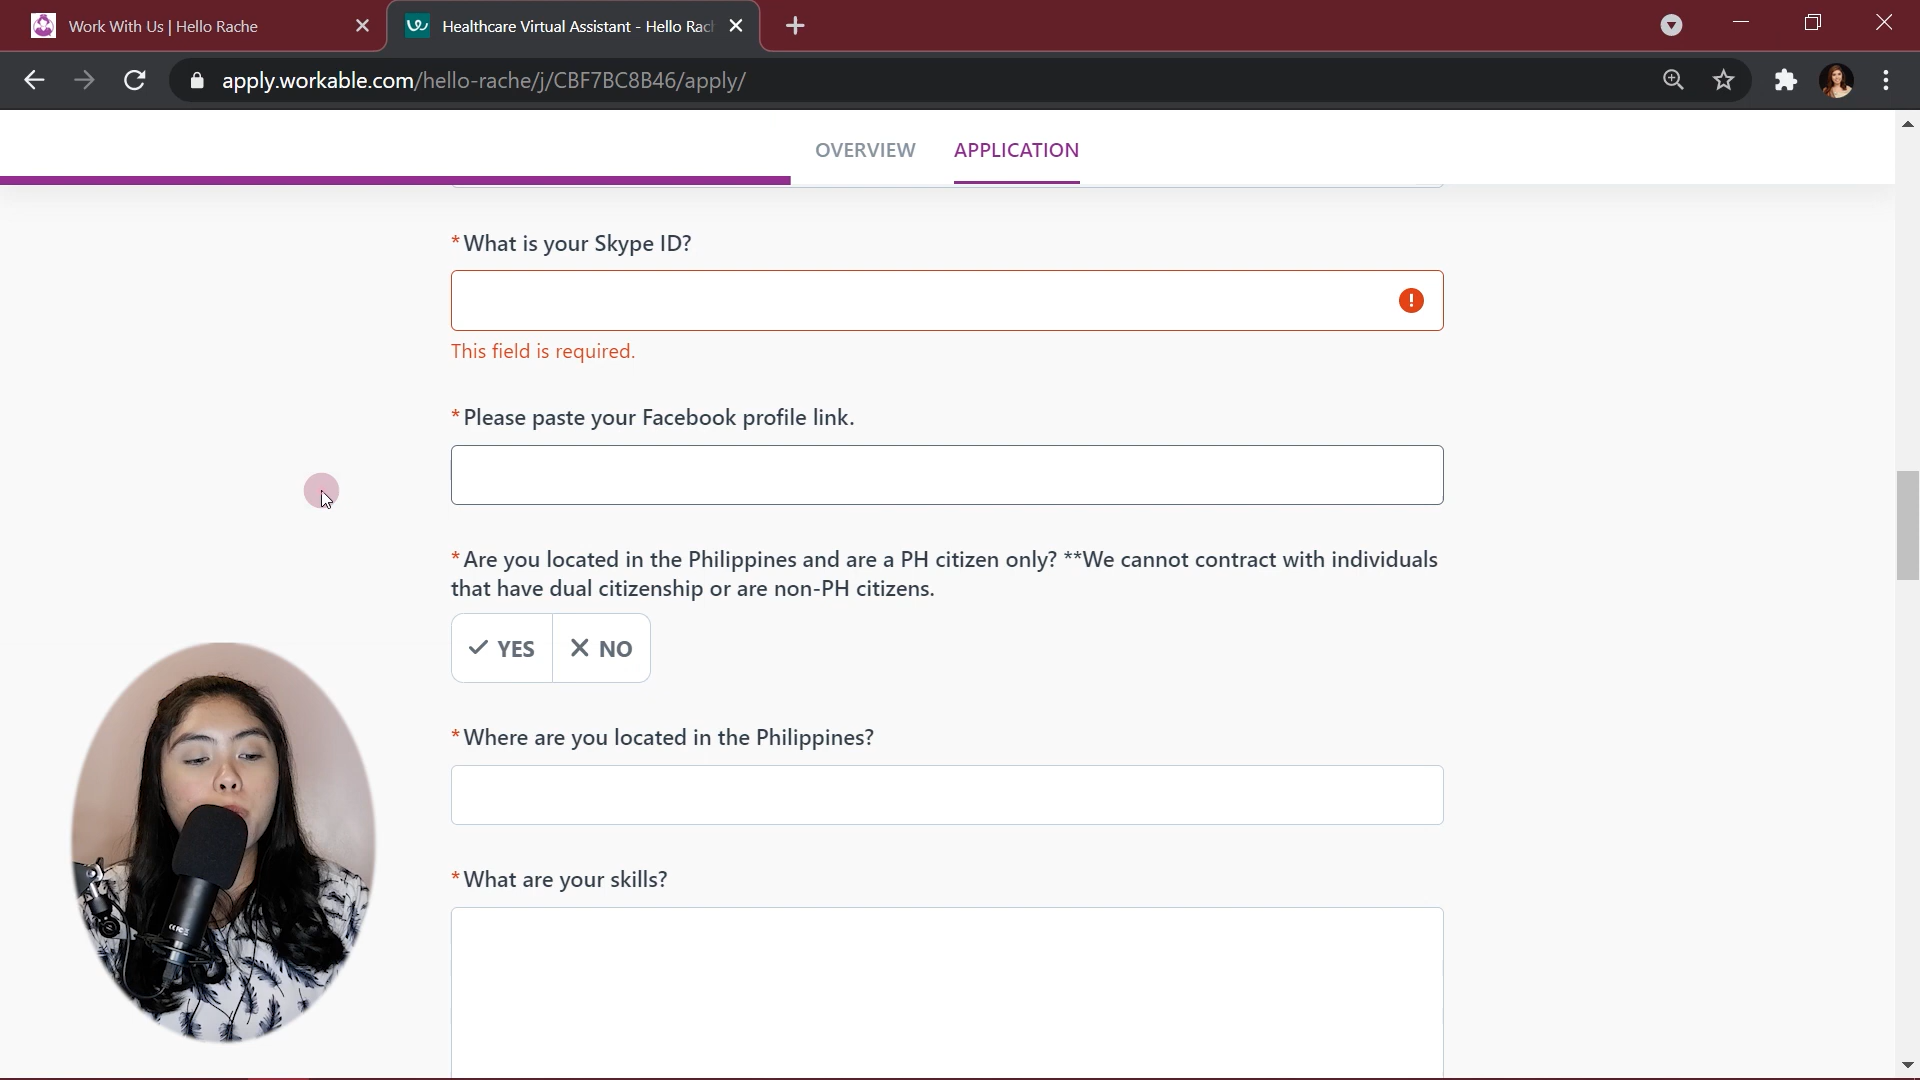 Work With Us | Hello Rache
Healthcare Virtual Assistant - Hello Rac
apply.workable.com/hello-rache/j/CBF7BC8B46/apply/
OVERVIEW
APPLICATION
*What is your Skype ID?
This field is required.
*Please paste your Facebook profile link.
*Are you located in the Philippines and are a PH citizen only? **We cannot contract with individuals
that have dual citizenship or are non-PH citizens.
YES
NO
*Where are you located in the Philippines?
*What are your skills?